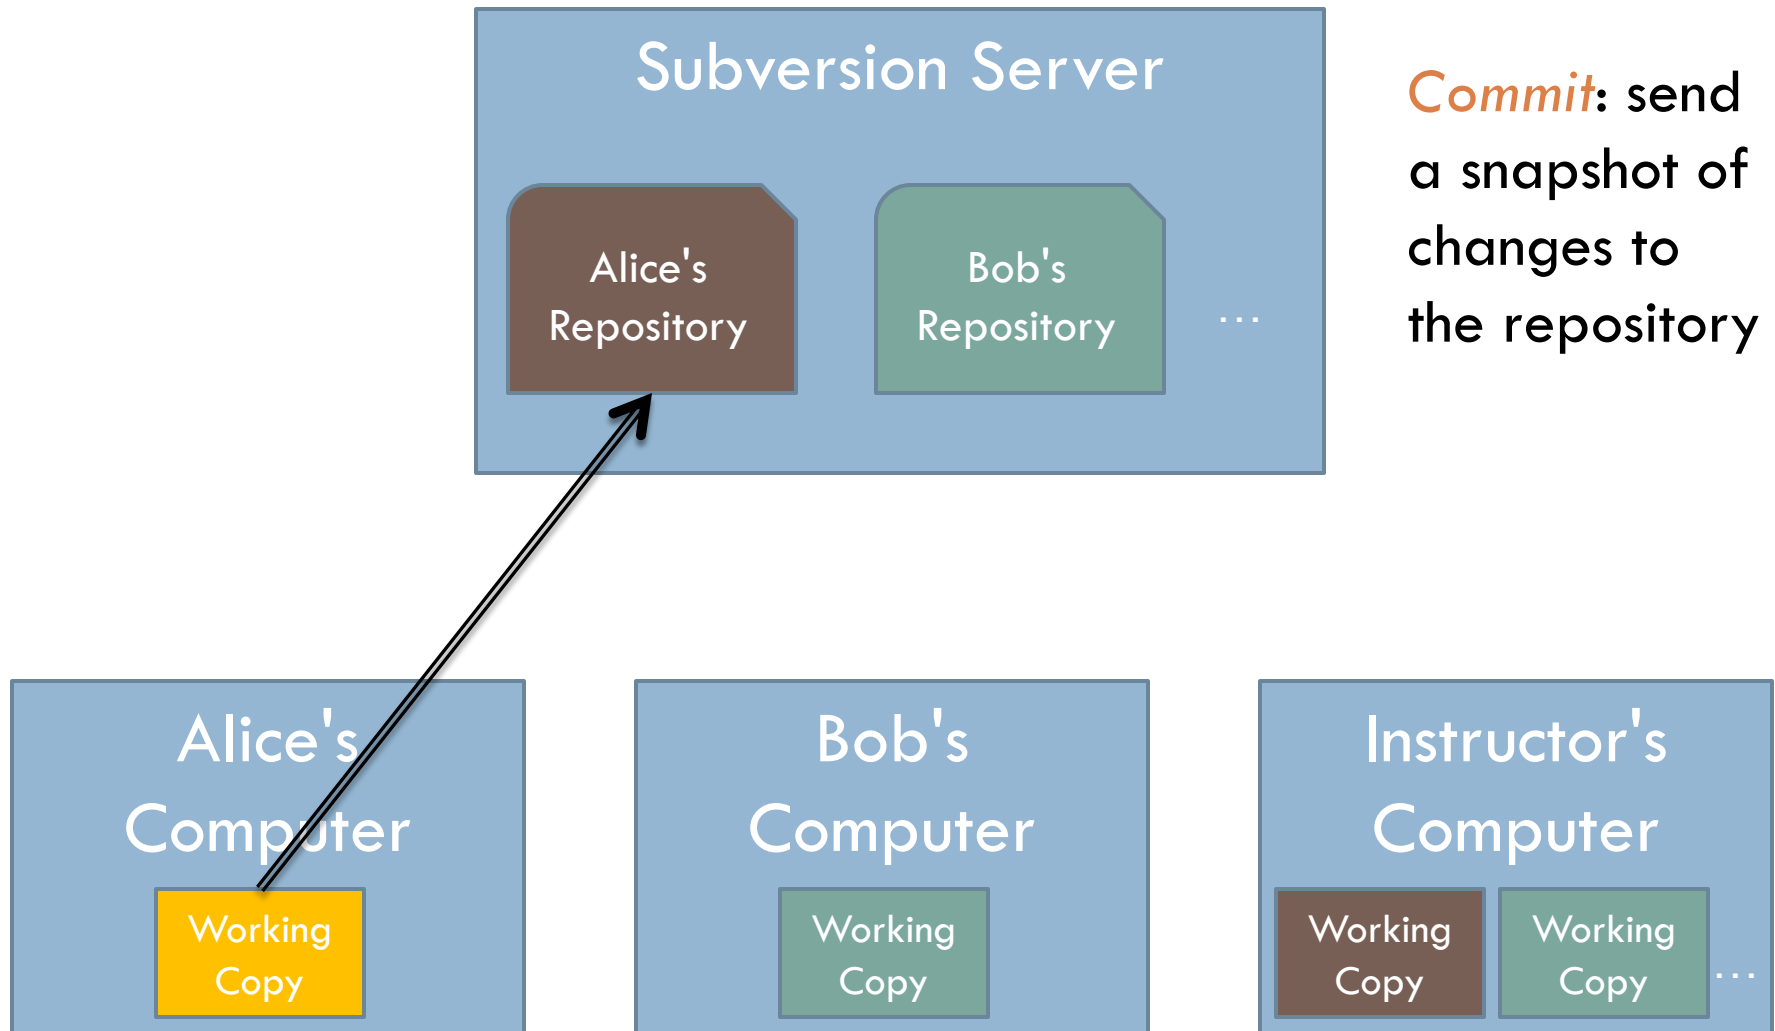 Subversion Server
Commit: send
a snapshot of
changes to
the repository
Alice's
Repository
Bob's
Repository
...
Alice's
Computer
Working
Copy
Bob's
Computer
Working
Copy
Instructor's
Computer
Working
Copy
Working
Copy
...